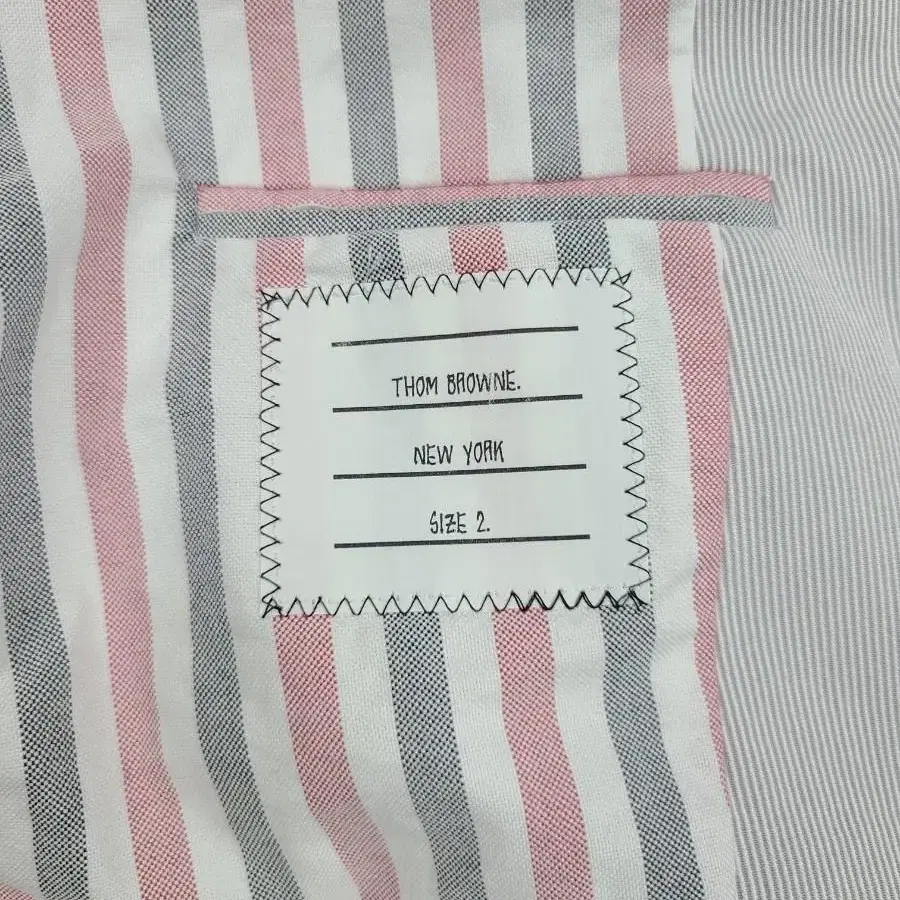 THOM BROWNE.
NEW YORK
SIZE 2.